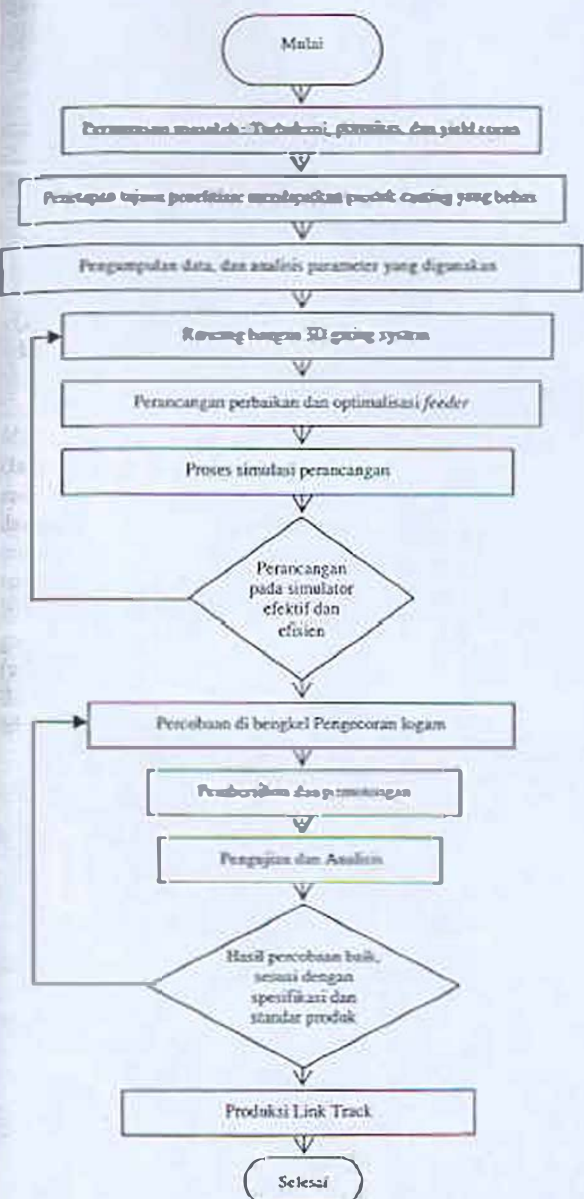 Mulai
masalah: Turbulensi, porositas, dan yield coran
Penetapan tujuan penelitian: mendapatkan produk casting yang bebas
Pengumpulan data, dan analisis parameter yang digunakan
Rancang bangun 3D gating system
Perancangan perbaikan dan optimalisasi feeder
Proses simulasi perancangan
Perancangan
pada simulator
efektif dan
efisien
Percobaan di bengkel Pengecoran logam
Pembersihan dan pemotongan
Pengujian dan Analisis
Hasil percobaan baik,
sesuai dengan
spesifikasi dan
standar produk
Produksi Link Track
Selesai